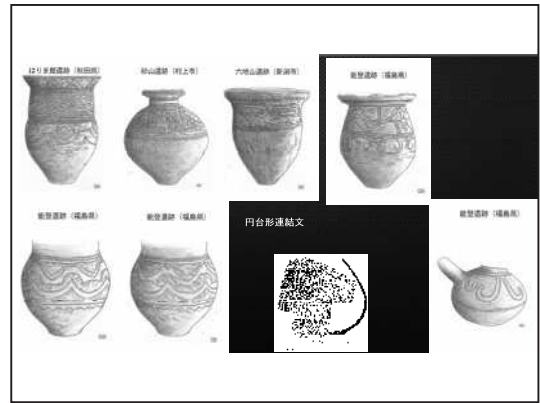 はりま館遺跡（秋田県）
砂山遺跡（村上市）
六地山遺跡（新潟市）
能登遺跡（福島県）
能登遺跡（福島県）
能登遺跡（福島県）
円台形連結文
能登遺跡（福島県）